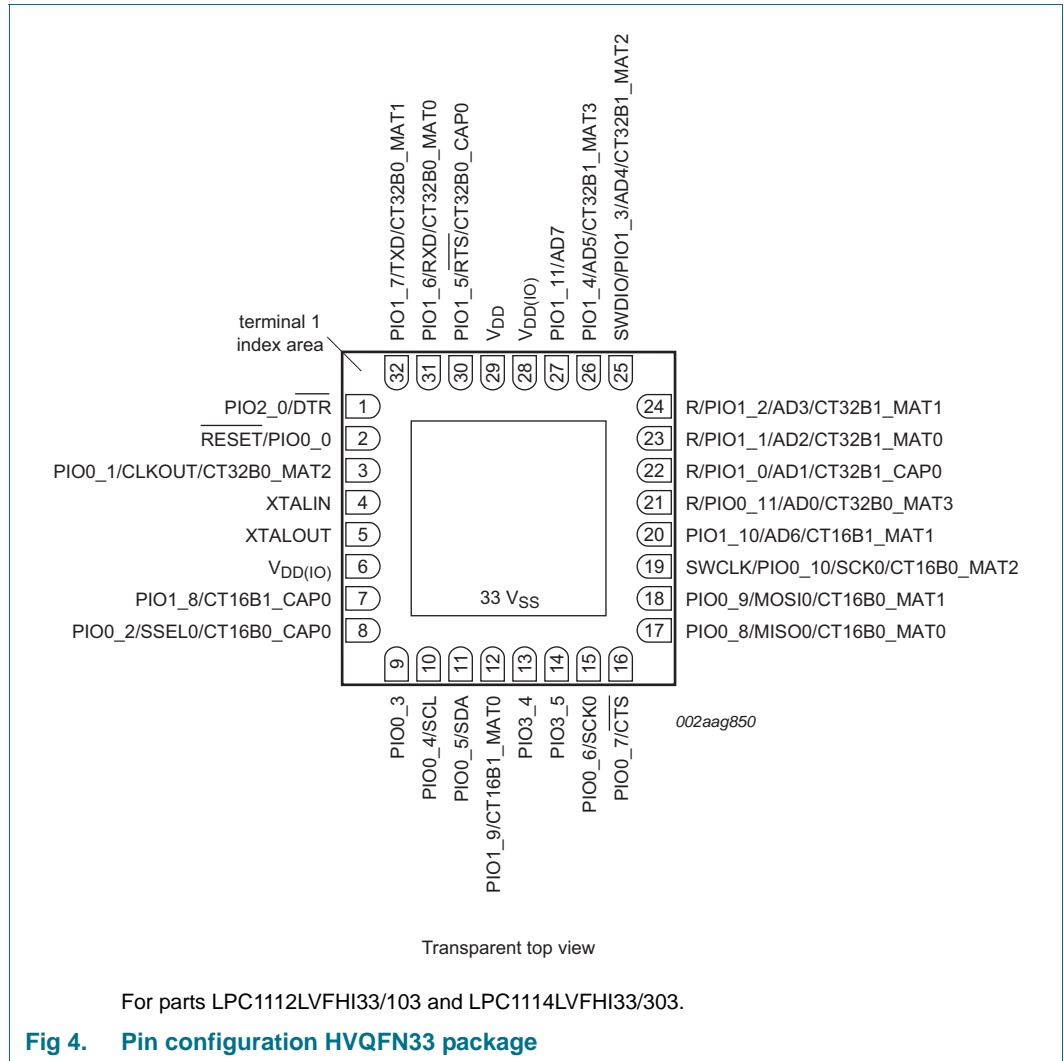 PIO1_7/TXD/CT32B0_MAT1
PIO1_6/RXD/CT32B0_MAT0
PIO1_5/RTS/CT32B0_CAP0
VDD
VDD(IO)
PIO1_11/AD7
PIO1_4/AD5/CT32B1_MAT3
SWDIO/PIO1_3/AD4/CT32B1_MAT2
terminal 1
index area
32 31 30 29 28 27 26 25
PIO2_0/DTR 1
RESET/PIO0_0 2
PIO0_1/CLKOUT/CT32B0_MAT2 3
XTALIN 4
XTALOUT 5
VDD(IO) 6
PIO1_8/CT16B1_CAP0 7
PIO0_2/SSEL0/CT16B0_CAP0 8
33 VSS
24 R/PIO1_2/AD3/CT32B1_MAT1
23 R/PIO1_1/AD2/CT32B1_MAT0
22 R/PIO1_0/AD1/CT32B1_CAP0
21 R/PIO0_11/AD0/CT32B0_MAT3
20 PIO1_10/AD6/CT16B1_MAT1
19 SWCLK/PIO0_10/SCK0/CT16B0_MAT2
18 PIO0_9/MOSI0/CT16B0_MAT1
17 PIO0_8/MISO0/CT16B0_MAT0
9 10 11 12 13 14 15 16
PIO0_3
PIO0_4/SCL
PIO0_5/SDA
PIO1_9/CT16B1_MAT0
PIO3_4
PIO3_5
PIO0_6/SCK0
PIO0_7/CTS
002aag850
Transparent top view
For parts LPC1112LVFHI33/103 and LPC1114LVFHI33/303.
Fig 4. Pin configuration HVQFN33 package